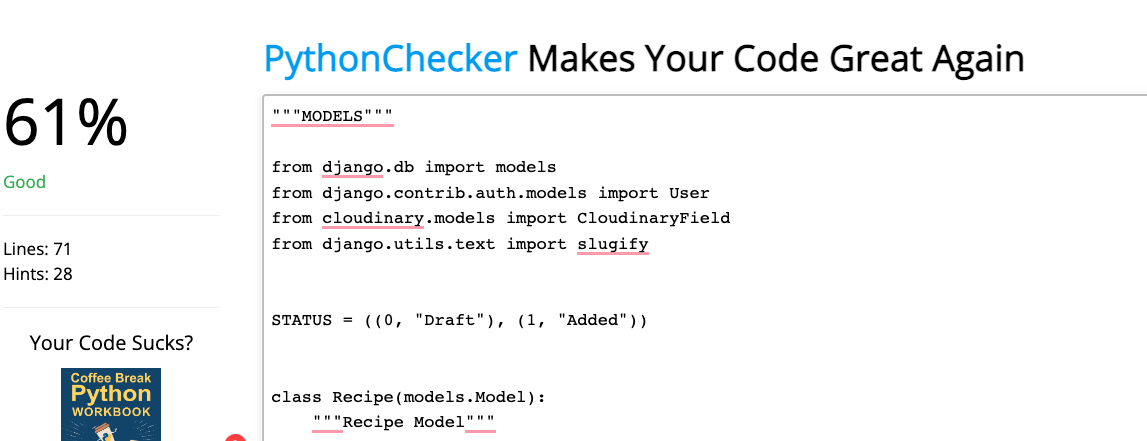 PythonChecker Makes Your Code Great Again
61%
Good
Lines: 71
Hints: 28
Your Code Sucks?
Coffee Break
Python
WORKBOOK
"""MODELS"""
from django.db import models
from django.contrib.auth.models import User
from cloudinary.models import CloudinaryField
from django.utils.text import slugify
STATUS = ((0, "Draft"), (1, "Added"))
class Recipe(models.Model):
"""Recipe Model"""